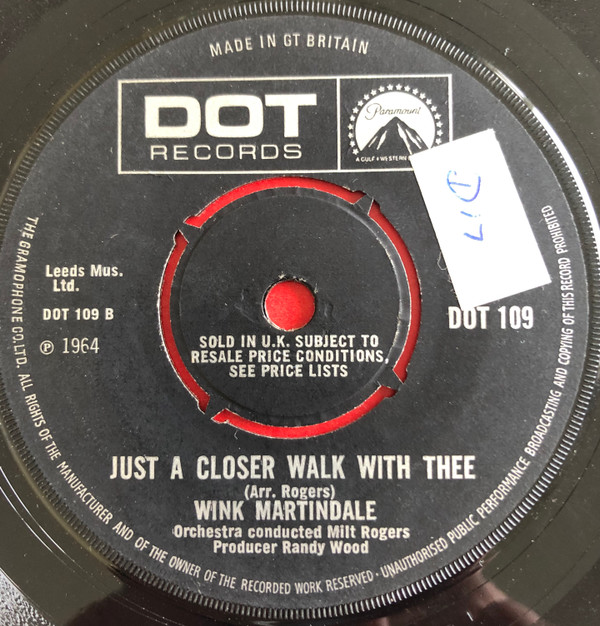 MADE IN GT BRITAIN
DOT
RECORDS
Paramount
A GULF + WESTERN
Leeds Mus.
Ltd.
DOT 109 B
℗ 1964
DOT 109
SOLD IN U.K. SUBJECT TO
RESALE PRICE CONDITIONS,
SEE PRICE LISTS
JUST A CLOSER WALK WITH THEE
(Arr. Rogers)
WINK MARTINDALE
Orchestra conducted Milt Rogers
Producer Randy Wood
THE GRAMOPHONE CO. LTD. ALL RIGHTS OF THE MANUFACTURER AND OF THE OWNER OF THE RECORDED WORK RESERVED · UNAUTHORISED PUBLIC PERFORMANCE BROADCASTING AND COPYING OF THIS RECORD PROHIBITED